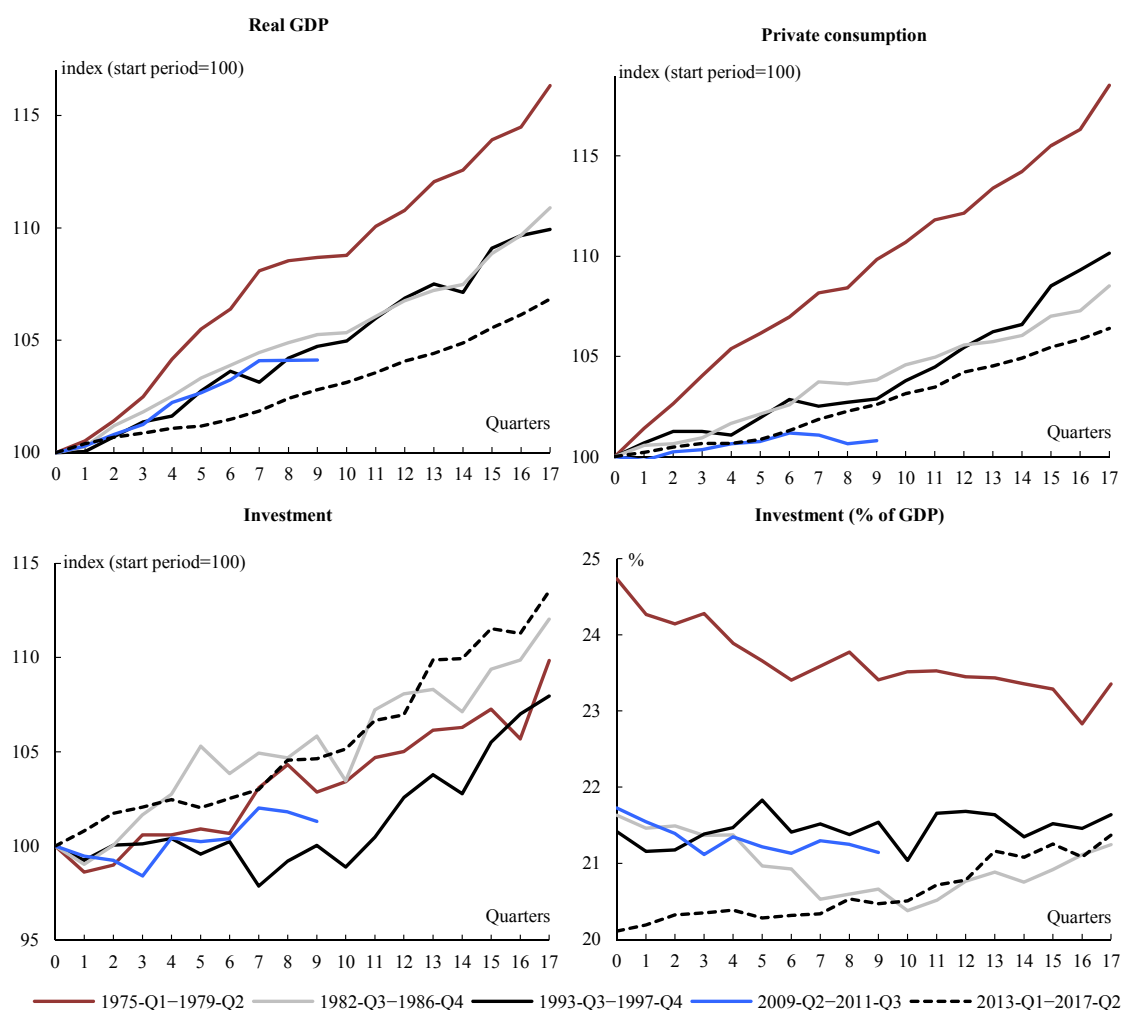 Real GDP
index (start period=100)
115
110
105
100
Quarters
0 1 2 3 4 5 6 7 8 9 10 11 12 13 14 15 16 17
Private consumption
index (start period=100)
115
110
105
100
Quarters
0 1 2 3 4 5 6 7 8 9 10 11 12 13 14 15 16 17
Investment
index (start period=100)
115
110
105
100
95
Quarters
0 1 2 3 4 5 6 7 8 9 10 11 12 13 14 15 16 17
Investment (% of GDP)
%
25
24
23
22
21
20
Quarters
0 1 2 3 4 5 6 7 8 9 10 11 12 13 14 15 16 17
1975-Q1−1979-Q2 1982-Q3−1986-Q4 1993-Q3−1997-Q4 2009-Q2−2011-Q3 2013-Q1−2017-Q2